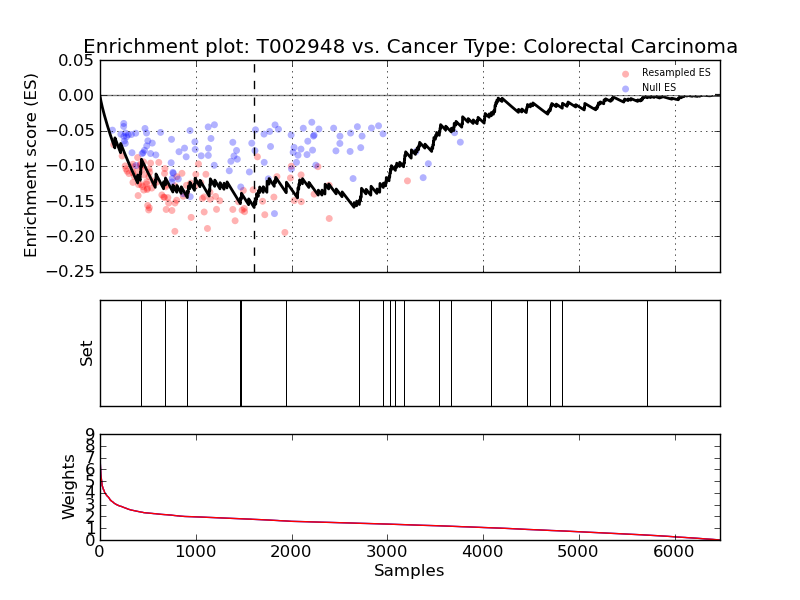 Enrichment plot: T002948 vs. Cancer Type: Colorectal Carcinoma
0.05
0.00
−0.05
−0.10
−0.15
−0.20
−0.25
Enrichment score (ES)
Resampled ES
Null ES
Set
9
8
7
6
5
4
3
2
1
0
Weights
0 1000 2000 3000 4000 5000 6000
Samples